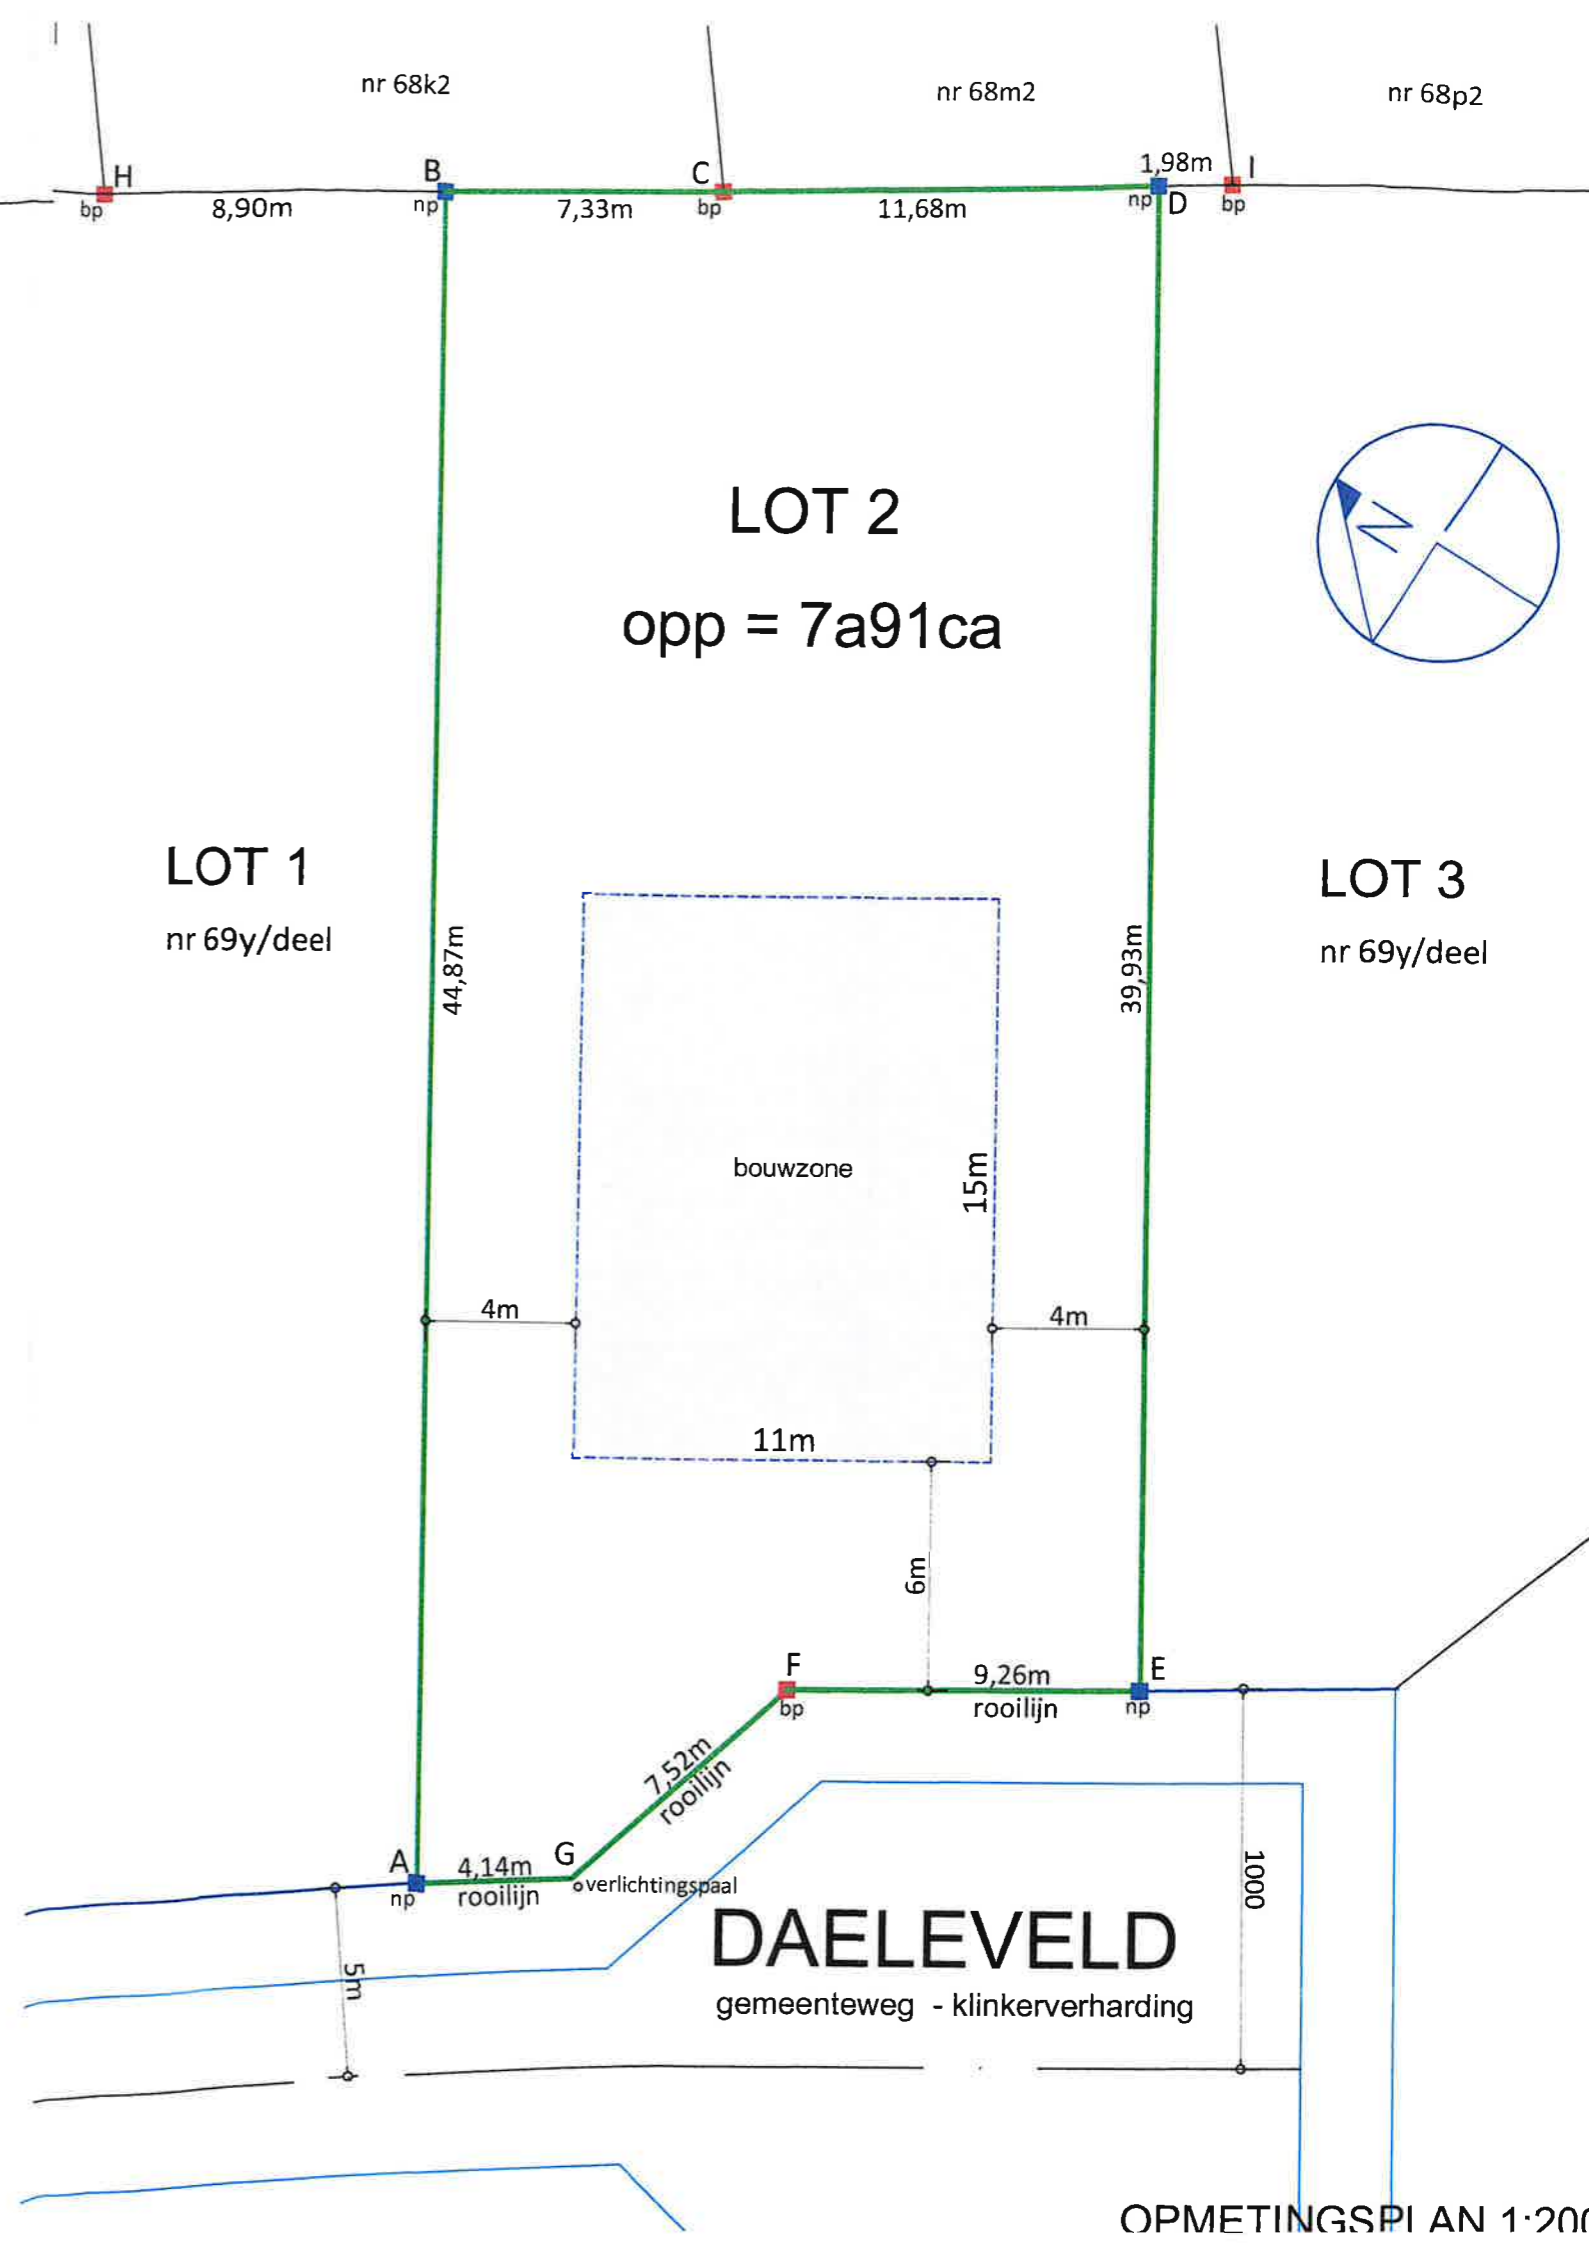 nr 68k2
nr 68m2
nr 68p2
H
B
C
1,98m
I
bp
8,90m
np
7,33m
bp
11,68m
np
D
bp
N
LOT 2
opp = 7a91ca
LOT 1
nr 69y/deel
LOT 3
nr 69y/deel
44,87m
39,93m
bouwzone
15m
4m
4m
11m
6m
F
bp
9,26m
rooilijn
E
np
7,52m
rooilijn
A
np
4,14m
rooilijn
G
verlichtingspaal
1000
5m
DAELEVELD
gemeenteweg - klinkerverharding
OPMETINGSPLAN 1:200